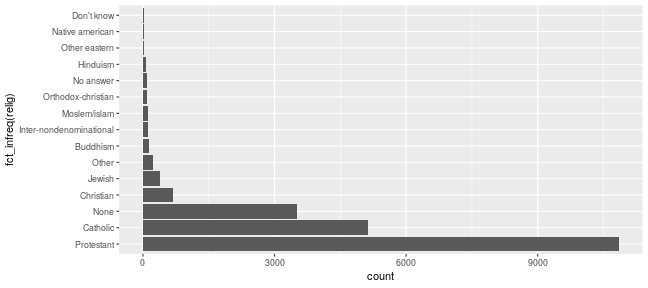 Don't know
Native american
Other eastern
Hinduism
No answer
Orthodox-christian
Moslem/islam
Inter-nondenominational
Buddhism
Other
Jewish
Christian
None
Catholic
Protestant
fct_infreq(relig)
0 3000 6000 9000
count